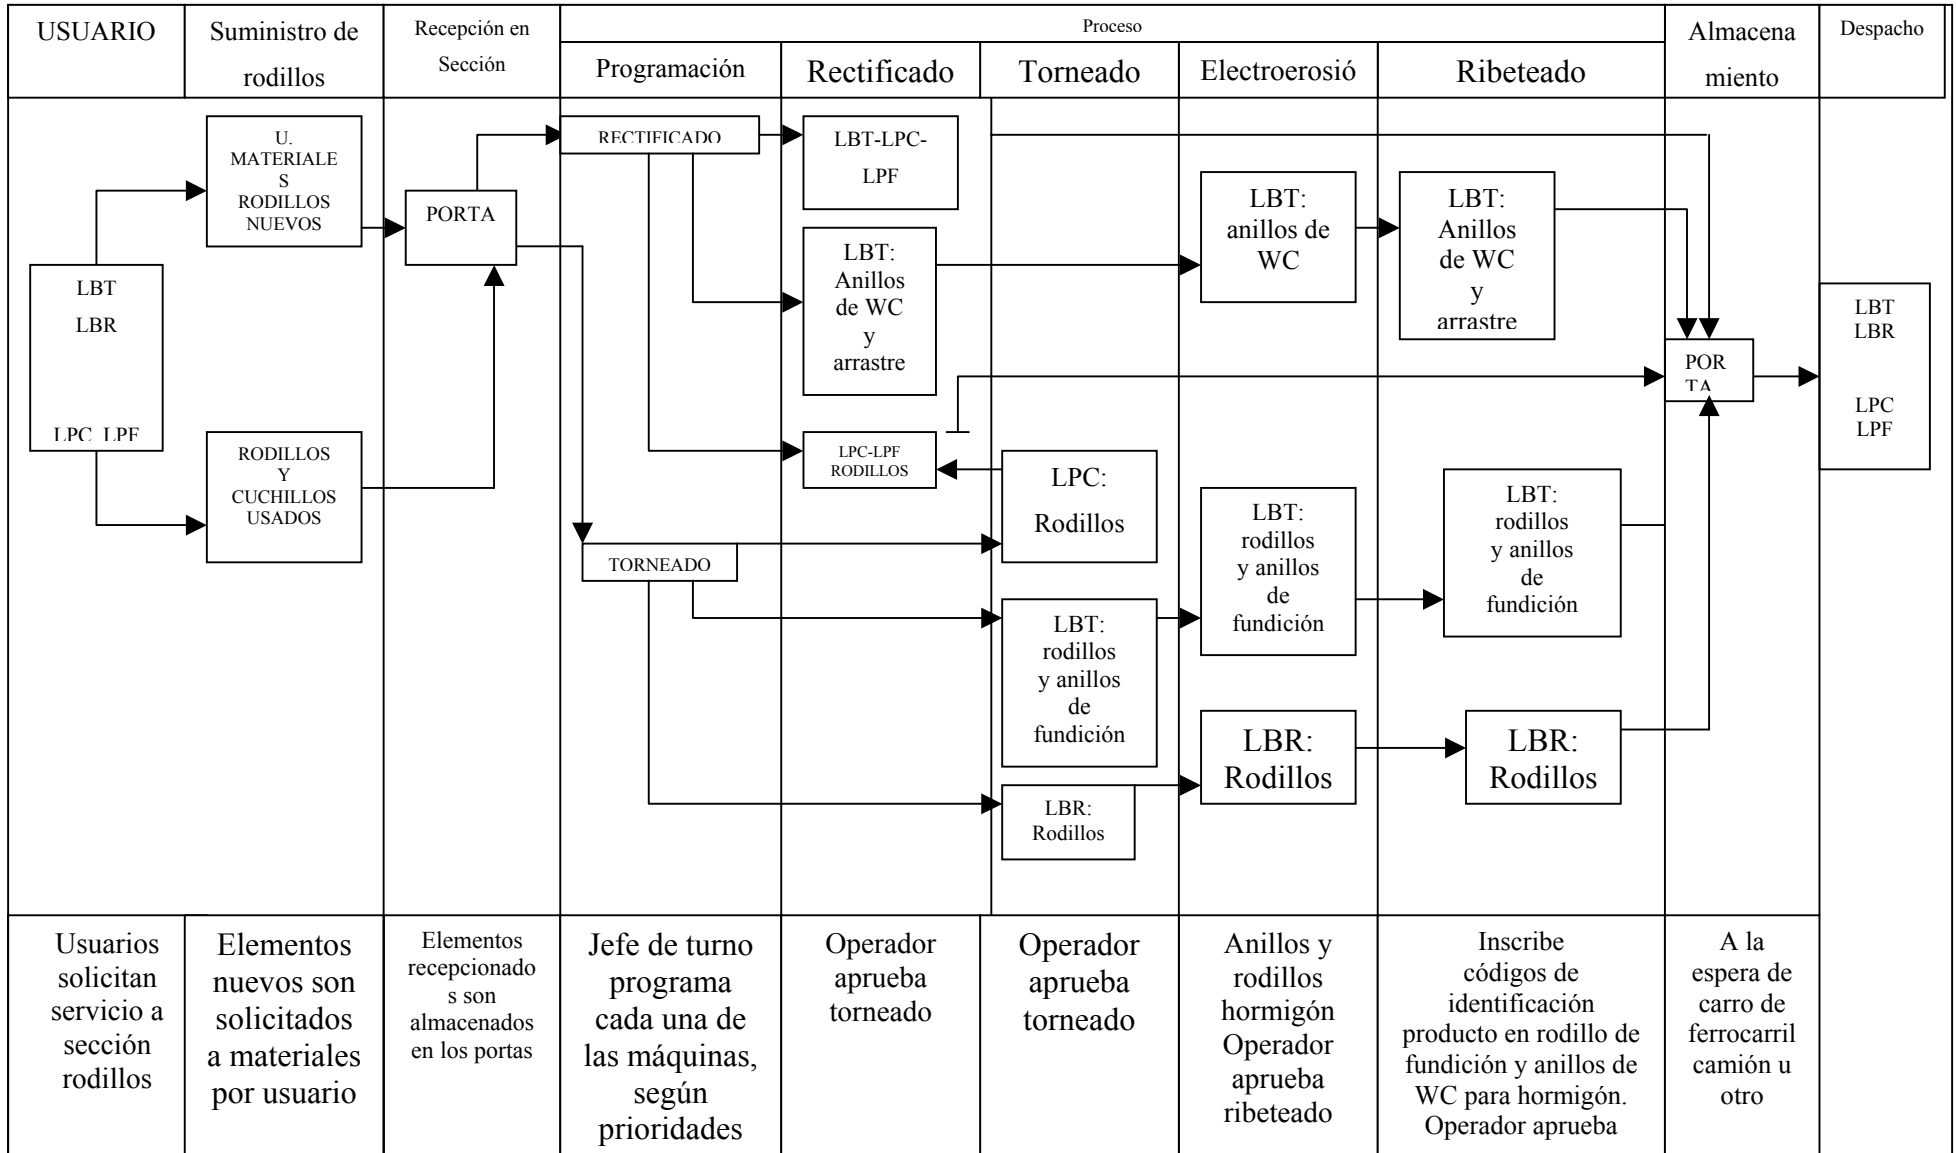 USUARIO
Suministro de
rodillos
Recepción en
Sección
Proceso
Programación
Rectificado
Torneado
Electroerosió
Ribeteado
Almacena
miento
Despacho
LBT
LBR
LPC LPF
U.
MATERIALE
S
RODILLOS
NUEVOS
RODILLOS
Y
CUCHILLOS
USADOS
PORTA
RECTIFICADO
TORNEADO
LBT-LPC-
LPF
LBT:
Anillos
de WC
y
arrastre
LPC-LPF
RODILLOS
LPC:
Rodillos
LBT:
rodillos
y anillos
de
fundición
LBR:
Rodillos
LBT:
anillos de
WC
LBT:
rodillos
y anillos
de
fundición
LBR:
Rodillos
LBT:
Anillos
de WC
y
arrastre
LBT:
rodillos
y anillos
de
fundición
LBR:
Rodillos
POR
TA
LBT
LBR
LPC
LPF
Usuarios
solicitan
servicio a
sección
rodillos
Elementos
nuevos son
solicitados
a materiales
por usuario
Elementos
recepcionado
s son
almacenados
en los portas
Jefe de turno
programa
cada una de
las máquinas,
según
prioridades
Operador
aprueba
torneado
Operador
aprueba
torneado
Anillos y
rodillos
hormigón
Operador
aprueba
ribeteado
Inscribe
códigos de
identificación
producto en rodillo de
fundición y anillos de
WC para hormigón.
Operador aprueba
A la
espera de
carro de
ferrocarril
camión u
otro